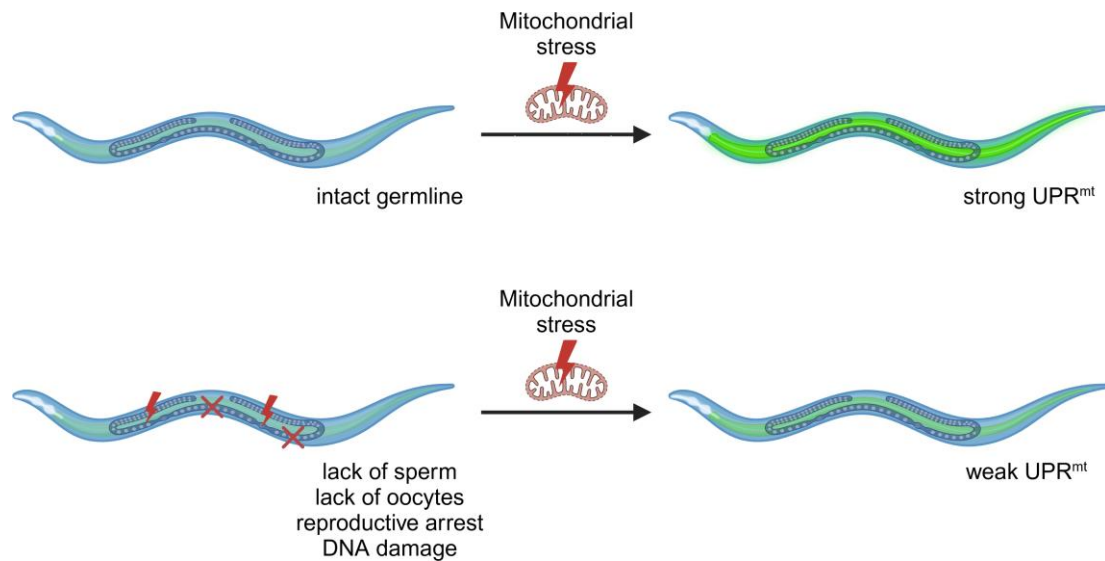 Mitochondrial
stress
intact germline
strong UPRᵐᵗ
Mitochondrial
stress
lack of sperm
lack of oocytes
reproductive arrest
DNA damage
weak UPRᵐᵗ